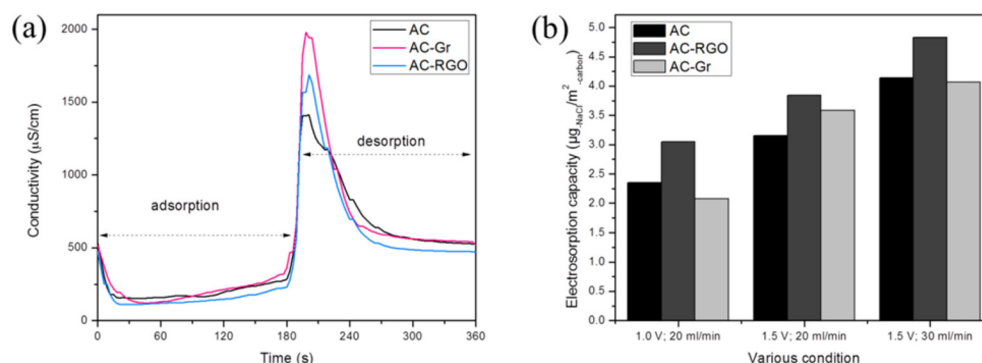 (a)
2000
1500
1000
500
0
Conductivity (µS/cm)
AC
AC-Gr
AC-RGO
adsorption
desorption
0 60 120 180 240 300 360
Time (s)
(b)
5.0
4.5
4.0
3.5
3.0
2.5
2.0
1.5
1.0
0.5
0.0
Electrosorption capacity (µg-NaCl/m²-carbon)
AC
AC-RGO
AC-Gr
1.0 V; 20 ml/min 1.5 V; 20 ml/min 1.5 V; 30 ml/min
Various condition